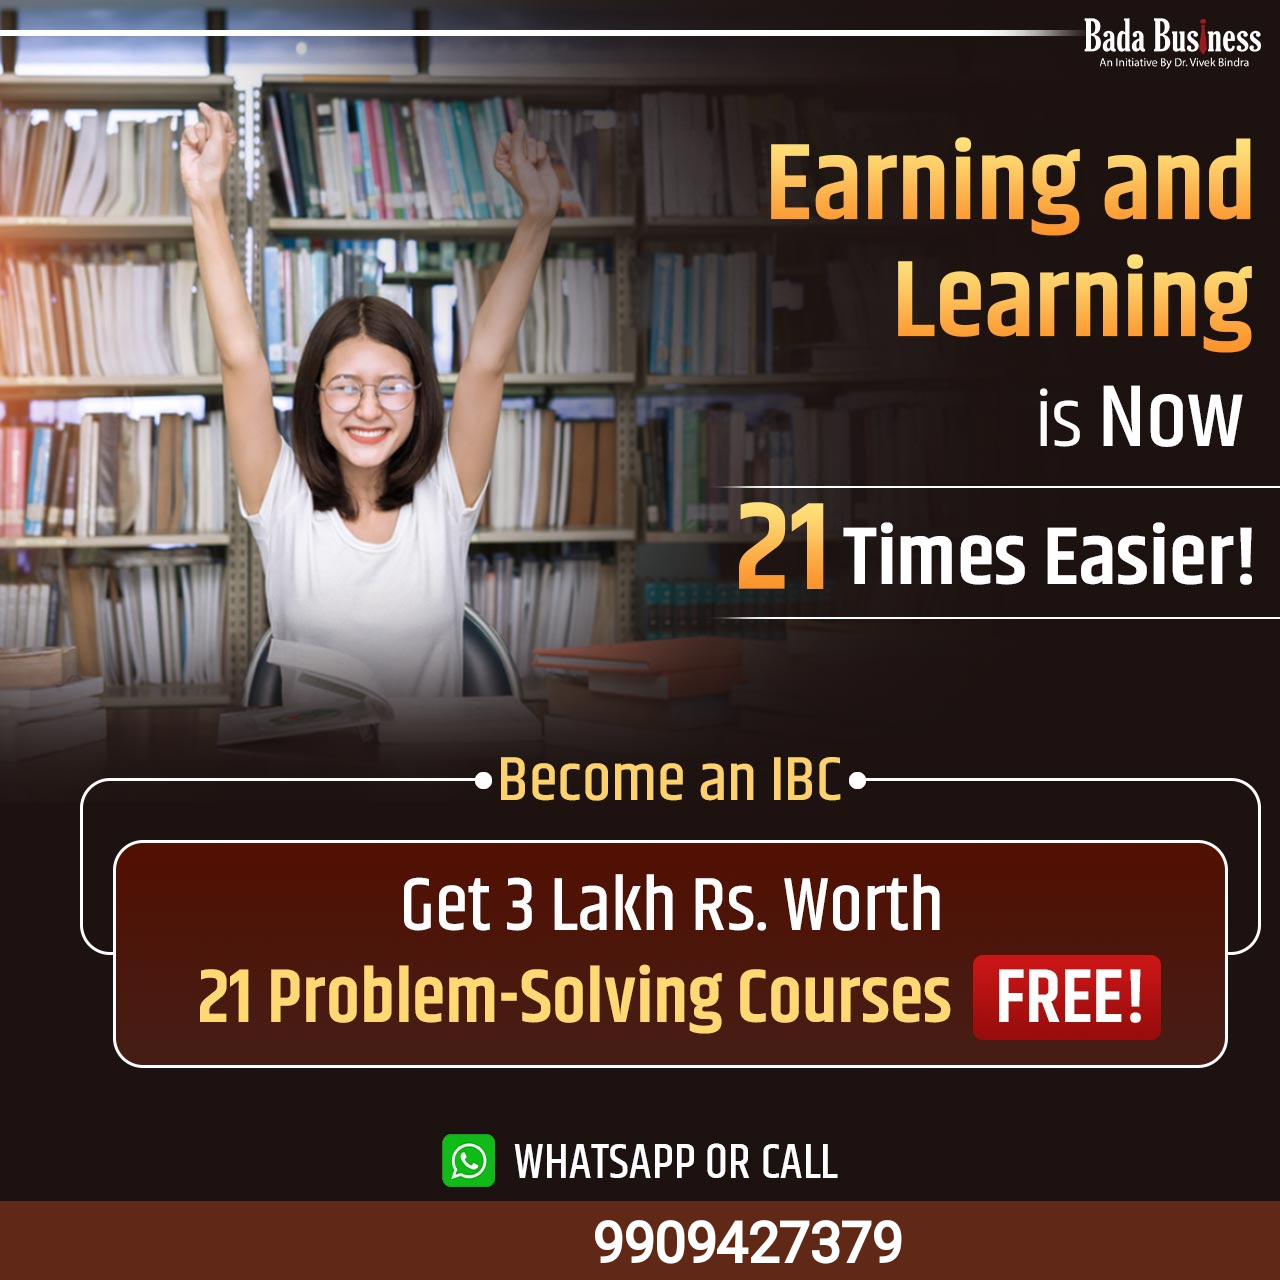 Bada Business
An Initiative By Dr. Vivek Bindra
Earning and
Learning
is Now
21 Times Easier!
Become an IBC
Get 3 Lakh Rs. Worth
21 Problem-Solving Courses FREE!
WHATSAPP OR CALL
9909427379